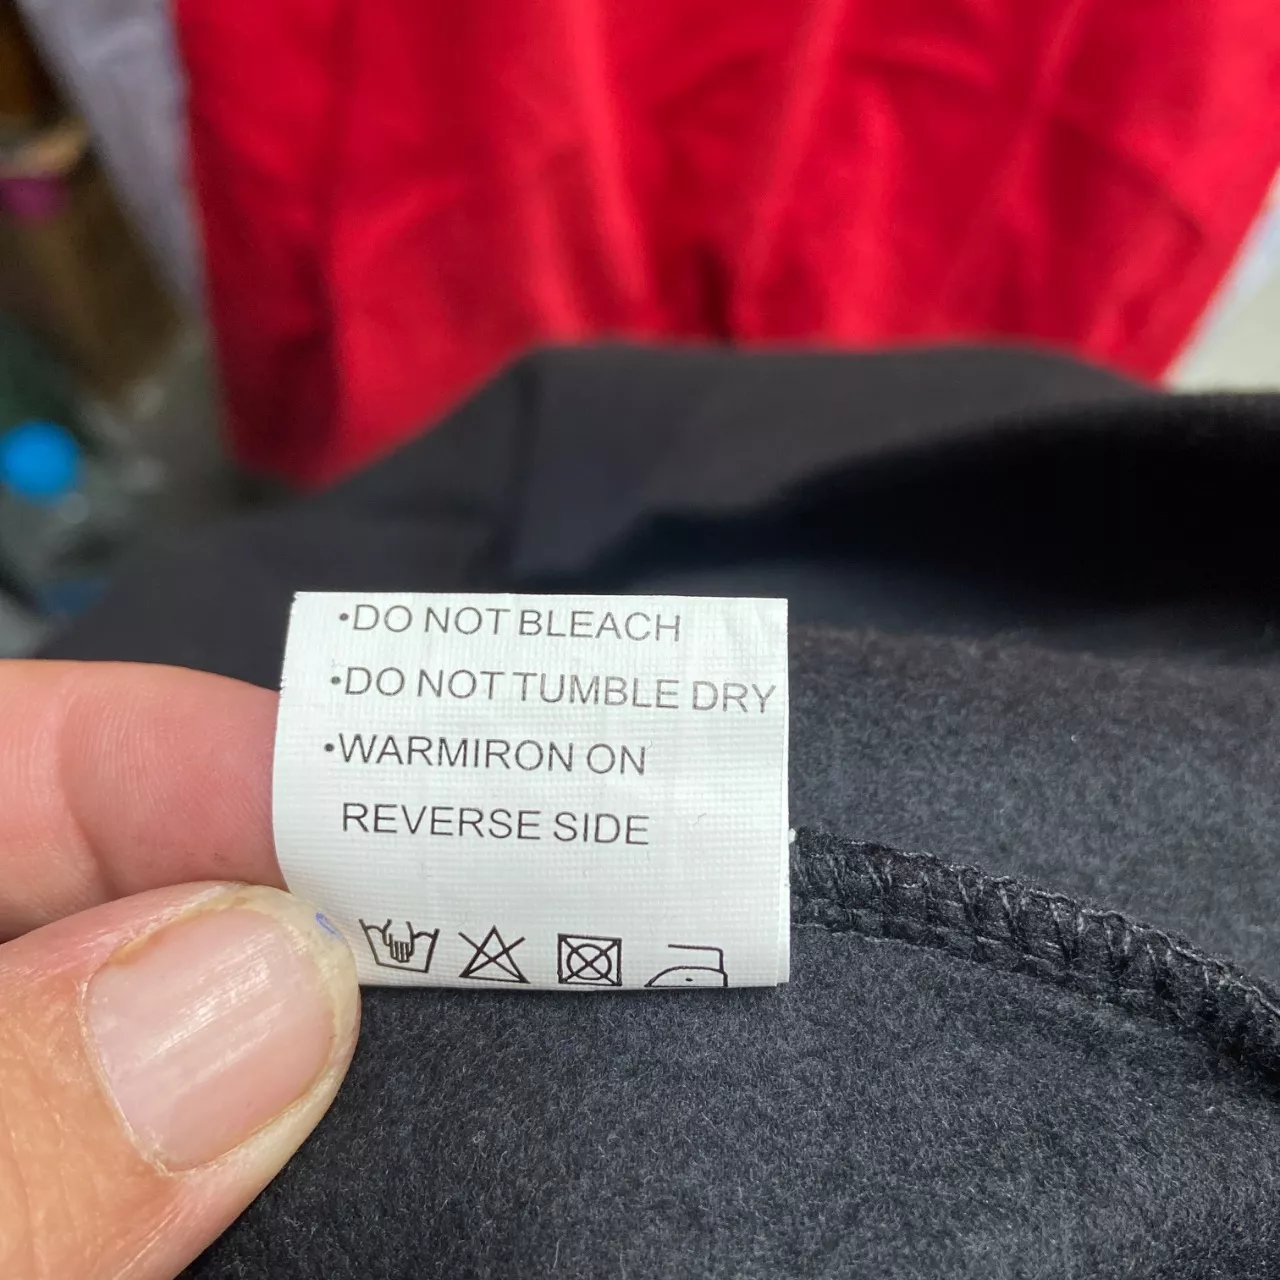 •DO NOT BLEACH
•DO NOT TUMBLE DRY
•WARMIRON ON
REVERSE SIDE